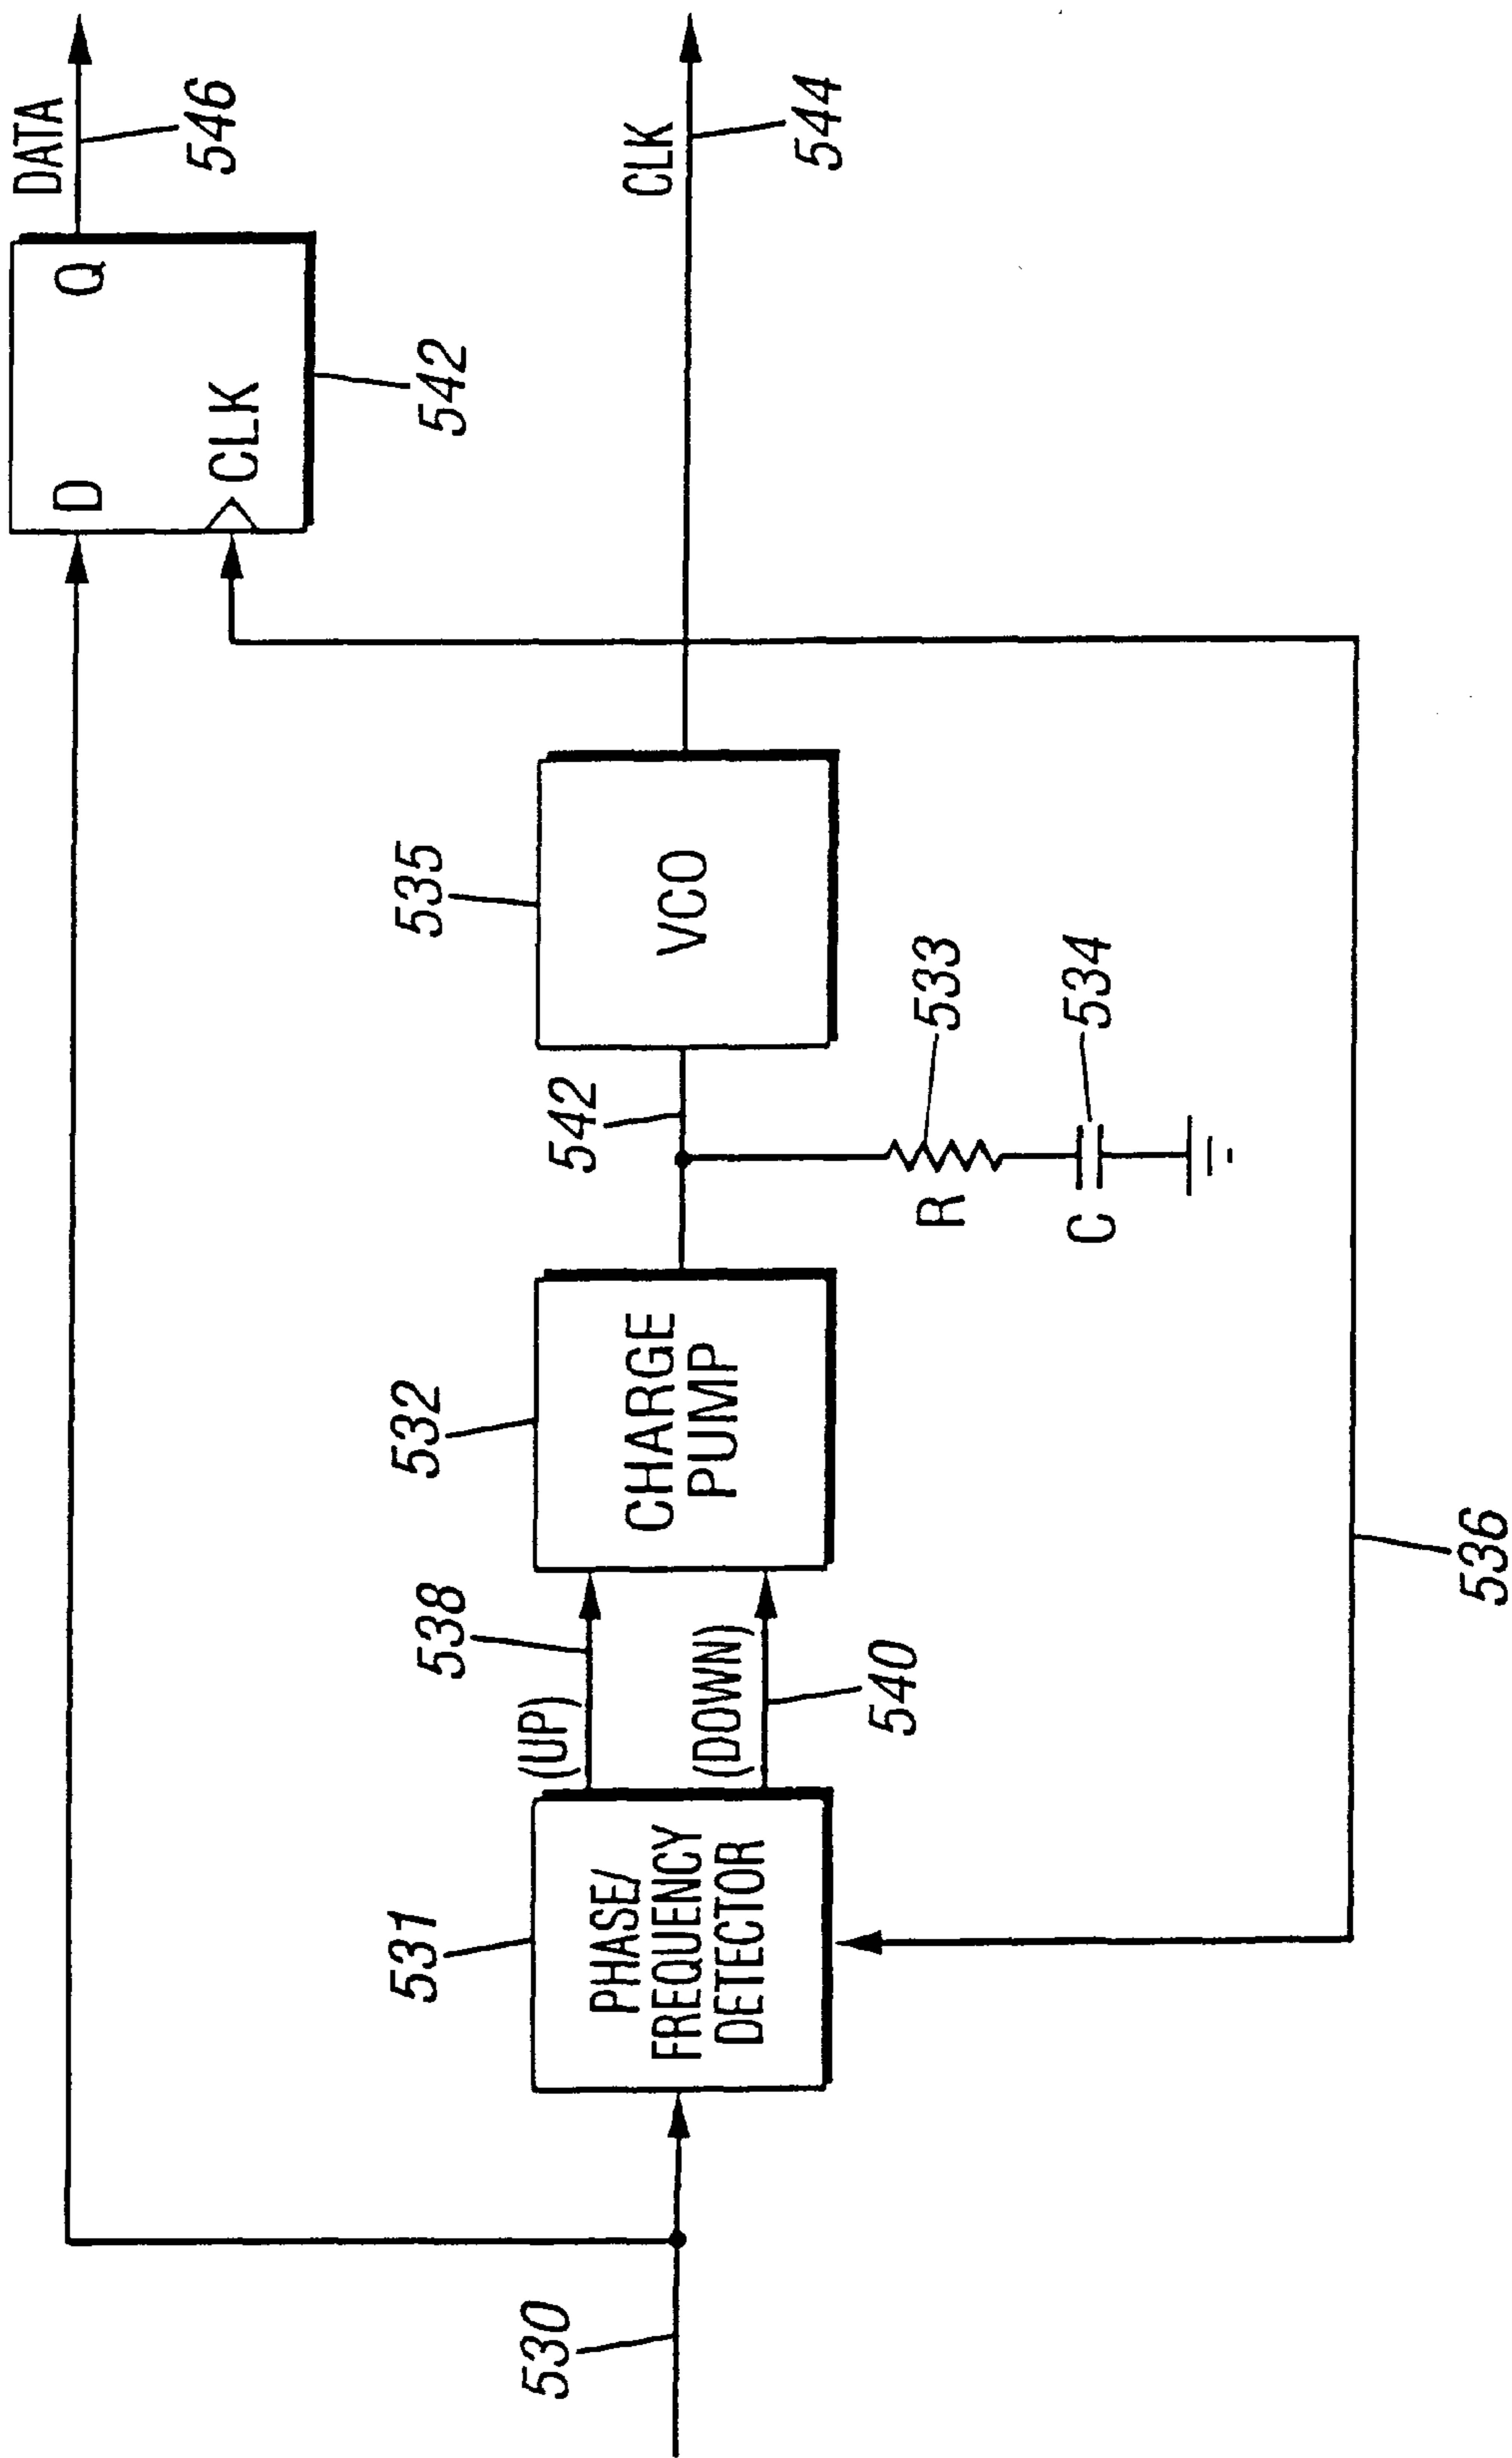 DATA
546
D
Q
CLK
542
CLK
544
535
VCO
542
533
R
534
C
532
CHARGE
PUMP
538
(UP)
(DOWN)
540
531
PHASE/
FREQUENCY
DETECTOR
530
536